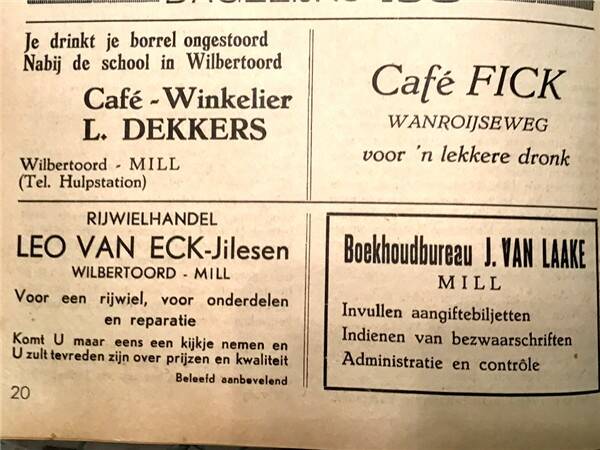 Je drinkt je borrel ongestoord
Nabij de school in Wilbertoord
Café - Winkelier
L. DEKKERS
Wilbertoord - MILL
(Tel. Hulpstation)
Café FICK
WANROIJSEWEG
voor 'n lekkere dronk
RIJWIELHANDEL
LEO VAN ECK-Jilesen
WILBERTOORD - MILL
Voor een rijwiel, voor onderdelen
en reparatie
Komt U maar eens een kijkje nemen en
U zult tevreden zijn over prijzen en kwaliteit
Beleefd aanbevelend
Boekhoudbureau J. VAN LAAKE
MILL
Invullen aangiftebiljetten
Indienen van bezwaarschriften
Administratie en contrôle
20